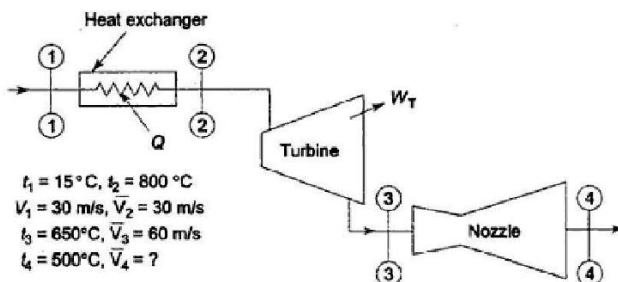 Heat exchanger
1
2
1
2
Q
W_T
Turbine
t₁ = 15°C, t₂ = 800 °C
V₁ = 30 m/s, V̅₂ = 30 m/s
t₃ = 650°C, V̅₃ = 60 m/s
t₄ = 500°C, V̅₄ = ?
3
4
Nozzle
3
4